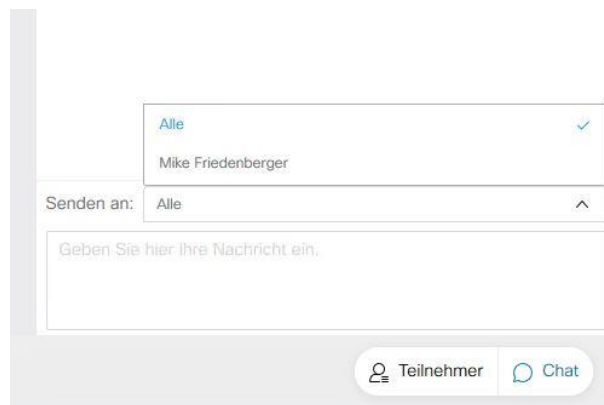 Alle
Mike Friedenberger
Senden an: Alle
Geben Sie hier Ihre Nachricht ein.
Teilnehmer Chat